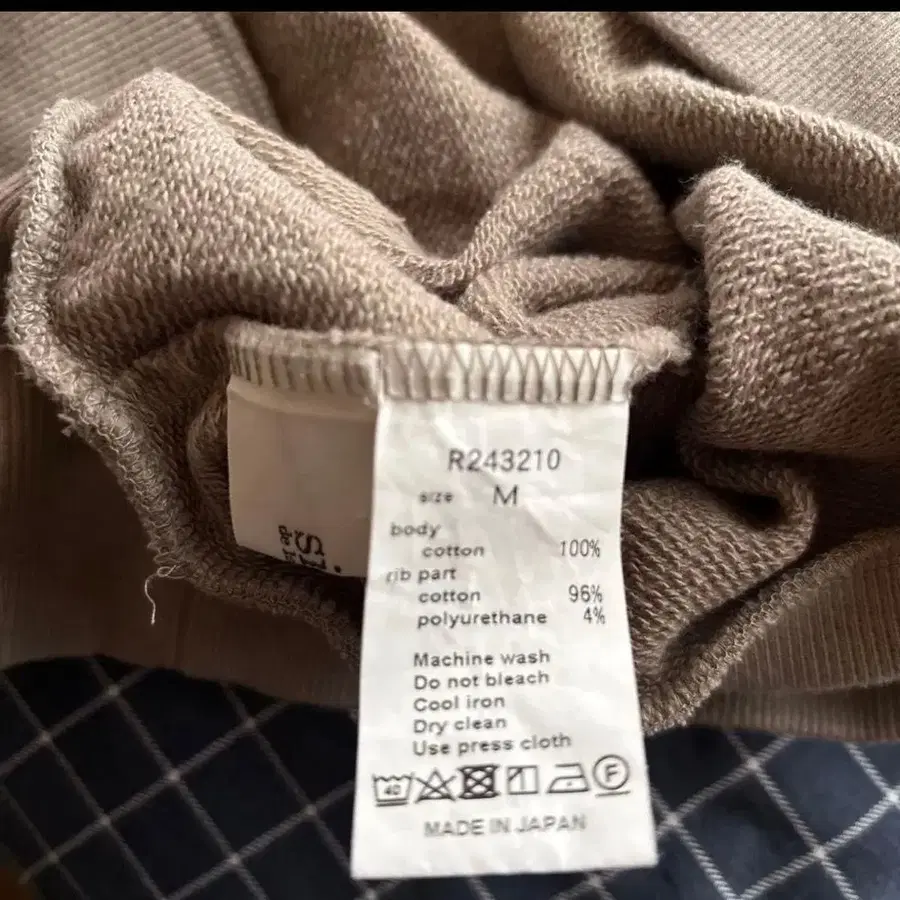 R243210
size M
body
cotton 100%
rib part
cotton 96%
polyurethane 4%
Machine wash
Do not bleach
Cool iron
Dry clean
Use press cloth
40 F
MADE IN JAPAN